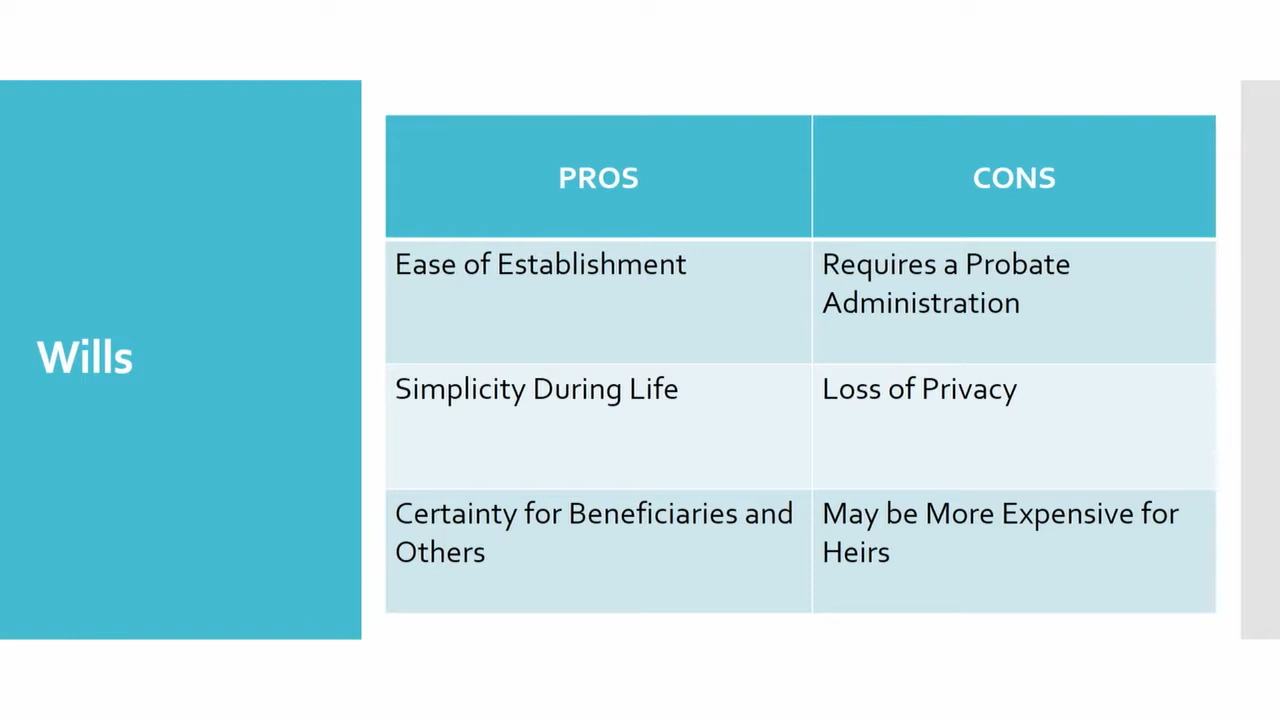 Wills
PROS
CONS
Ease of Establishment
Requires a Probate
Administration
Simplicity During Life
Loss of Privacy
Certainty for Beneficiaries and
Others
May be More Expensive for
Heirs